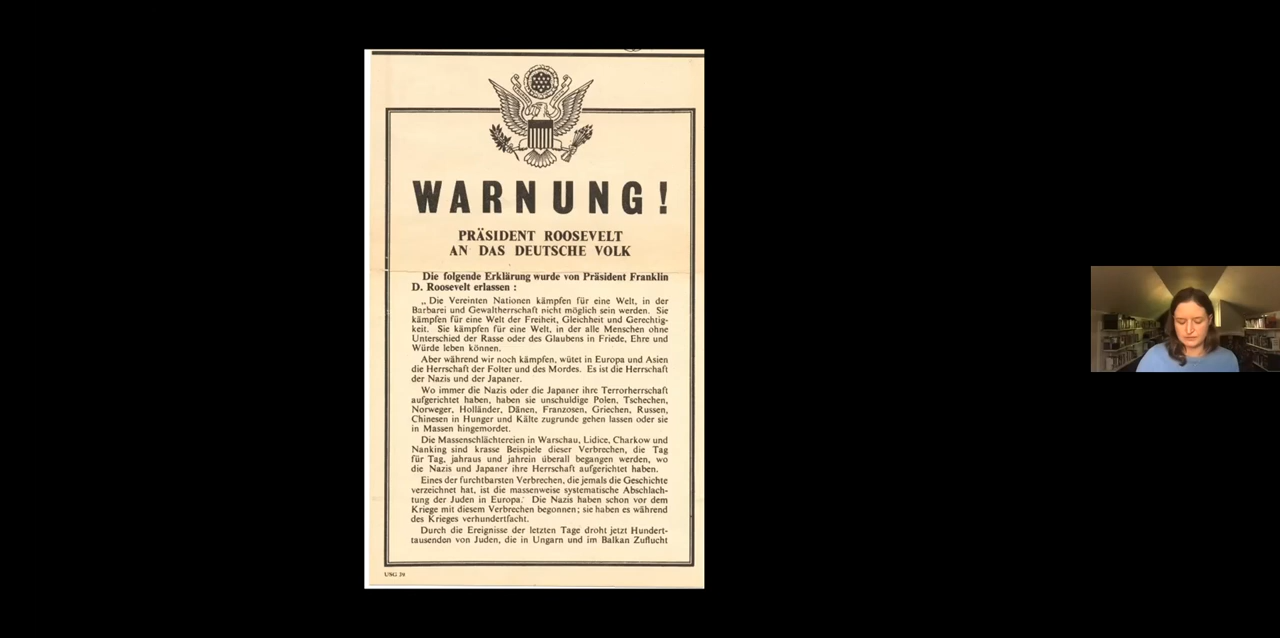 WARNUNG!
PRÄSIDENT ROOSEVELT
AN DAS DEUTSCHE VOLK
Die folgende Erklärung wurde von Präsident Franklin
D. Roosevelt erlassen :
„ Die Vereinten Nationen kämpfen für eine Welt, in der
Barbarei und Gewaltherrschaft nicht möglich sein werden. Sie
kämpfen für eine Welt der Freiheit, Gleichheit und Gerechtig-
keit. Sie kämpfen für eine Welt, in der alle Menschen ohne
Unterschied der Rasse oder des Glaubens in Friede, Ehre und
Würde leben können.
Aber während wir noch kämpfen, wütet in Europa und Asien
die Herrschaft der Folter und des Mordes. Es ist die Herrschaft
der Nazis und der Japaner.
Wo immer die Nazis oder die Japaner ihre Terrorherrschaft
aufgerichtet haben, haben sie unschuldige Polen, Tschechen,
Norweger, Holländer, Dänen, Franzosen, Griechen, Russen,
Chinesen in Hunger und Kälte zugrunde gehen lassen oder sie
in Massen hingemordet.
Die Massenschlächtereien in Warschau, Lidice, Charkow und
Nanking sind krasse Beispiele dieser Verbrechen, die Tag
für Tag, jahraus und jahrein überall begangen werden, wo
die Nazis und Japaner ihre Herrschaft aufgerichtet haben.
Eines der furchtbarsten Verbrechen, die jemals die Geschichte
verzeichnet hat, ist die massenweise systematische Abschlach-
tung der Juden in Europa. Die Nazis haben schon vor dem
Kriege mit diesem Verbrechen begonnen; sie haben es während
des Krieges verhundertfacht.
Durch die Ereignisse der letzten Tage droht jetzt Hundert-
tausenden von Juden, die in Ungarn und im Balkan Zuflucht
USG 39